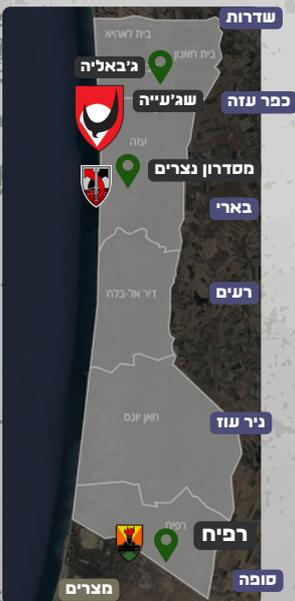 שדרות
בית לאהיא
בית חאנון
ג׳באליה
שג׳עייה
כפר עזה
עזה
מסדרון נצרים
בארי
דיר אל-בלח
רעים
חאן יונס
ניר עוז
רפיח
רפיח
סופה
מצרים